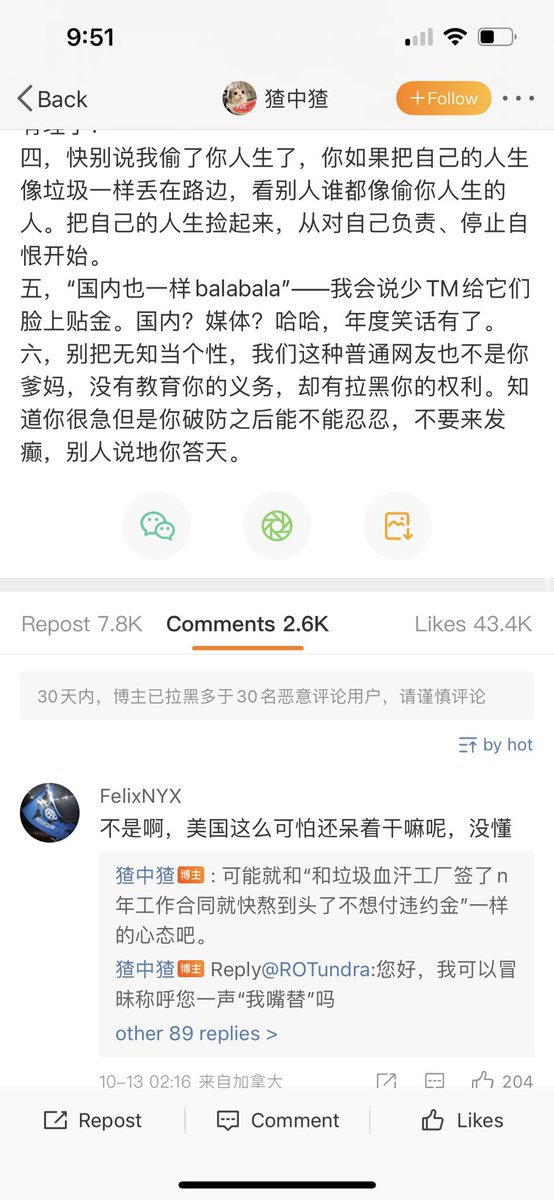 9:51
Back
猹中猹
+Follow
四，快别说我偷了你人生了，你如果把自己的人生
像垃圾一样丢在路边，看别人谁都像偷你人生的
人。把自己的人生捡起来，从对自己负责、停止自
恨开始。
五，“国内也一样balabala”——我会说少TM给它们
脸上贴金。国内？媒体？哈哈，年度笑话有了。
六，别把无知当个性，我们这种普通网友也不是你
爹妈，没有教育你的义务，却有拉黑你的权利。知
道你很急但是你破防之后能不能忍忍，不要来发
癫，别人说地你答天。
Repost 7.8K
Comments 2.6K
Likes 43.4K
30天内，博主已拉黑多于30名恶意评论用户，请谨慎评论
by hot
FelixNYX
不是啊，美国这么可怕还呆着干嘛呢，没懂
猹中猹 博主 : 可能就和“和垃圾血汗工厂签了n
年工作合同就快熬到头了不想付违约金”一样
的心态吧。
猹中猹 博主 Reply@ROTundra:您好，我可以冒
昧称呼您一声“我嘴替”吗
other 89 replies >
10-13 02:16 来自加拿大
204
Repost
Comment
Likes